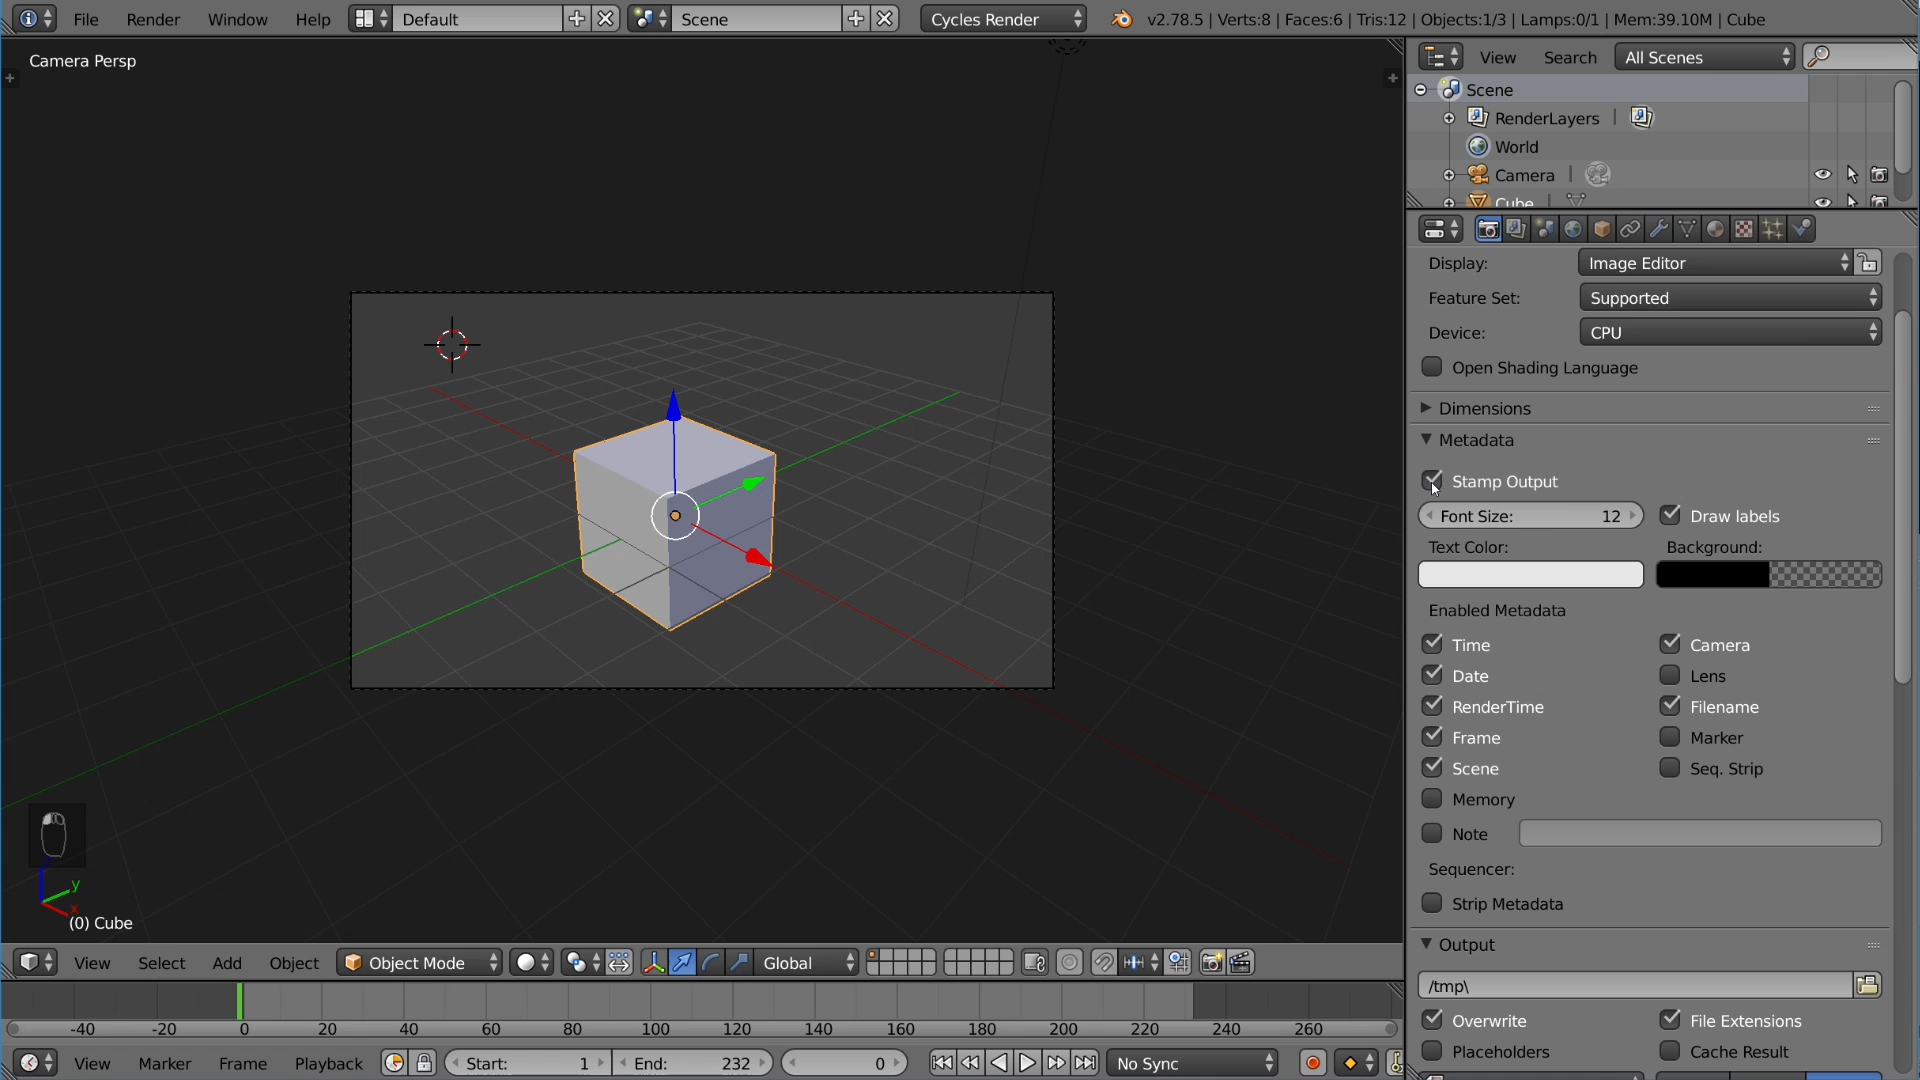 File Render Window Help Default Scene Cycles Render v2.78.5 | Verts:8 | Faces:6 | Tris:12 | Objects:1/3 | Lamps:0/1 | Mem:39.10M | Cube
Camera Persp
View Search All Scenes
Scene
RenderLayers
World
Camera
Cube
Display: Image Editor
Feature Set: Supported
Device: CPU
Open Shading Language
Dimensions
Metadata
Stamp Output
Font Size: 12 Draw labels
Text Color: Background:
Enabled Metadata
Time Camera
Date Lens
RenderTime Filename
Frame Marker
Scene Seq. Strip
Memory
Note
Sequencer:
Strip Metadata
Output
/tmp\
Overwrite File Extensions
Placeholders Cache Result
y
x
(0) Cube
View Select Add Object Object Mode Global
-40 -20 0 20 40 60 80 100 120 140 160 180 200 220 240 260
View Marker Frame Playback Start: 1 End: 232 0 No Sync